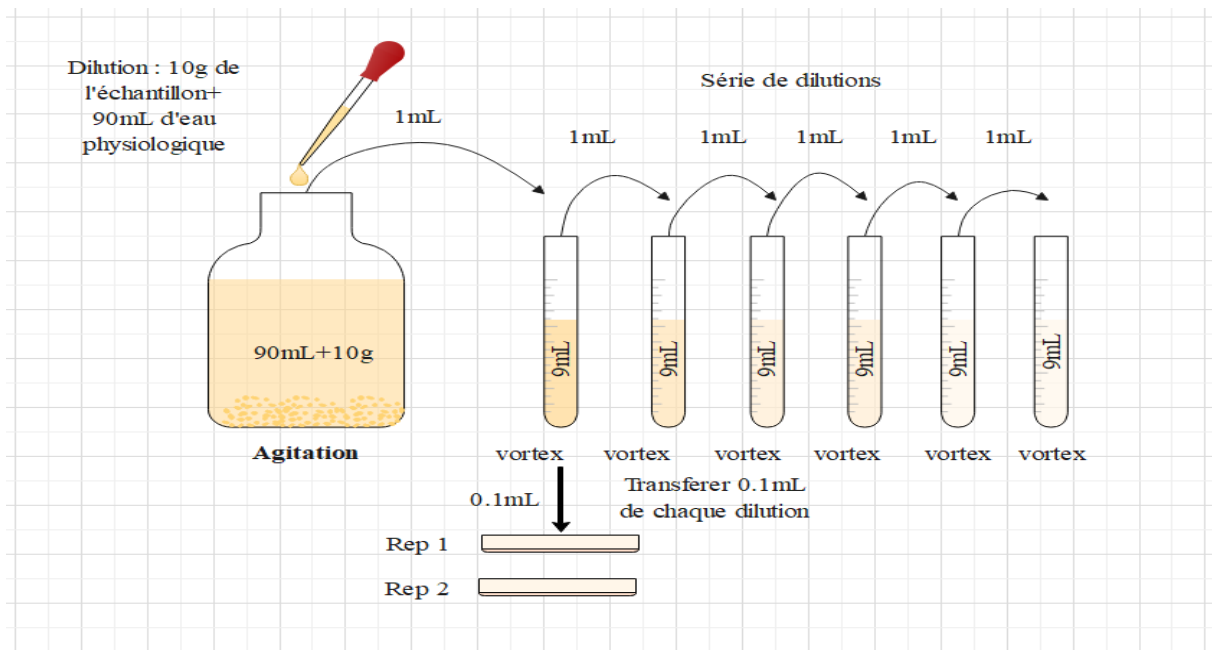 Dilution : 10g de
l'échantillon+
90mL d'eau
physiologique
1mL
Série de dilutions
1mL
1mL
1mL
1mL
1mL
90mL+10g
9mL
9mL
9mL
9mL
9mL
9mL
Agitation
vortex
vortex
vortex
vortex
vortex
vortex
0.1mL
Transferer 0.1mL
de chaque dilution
Rep 1
Rep 2